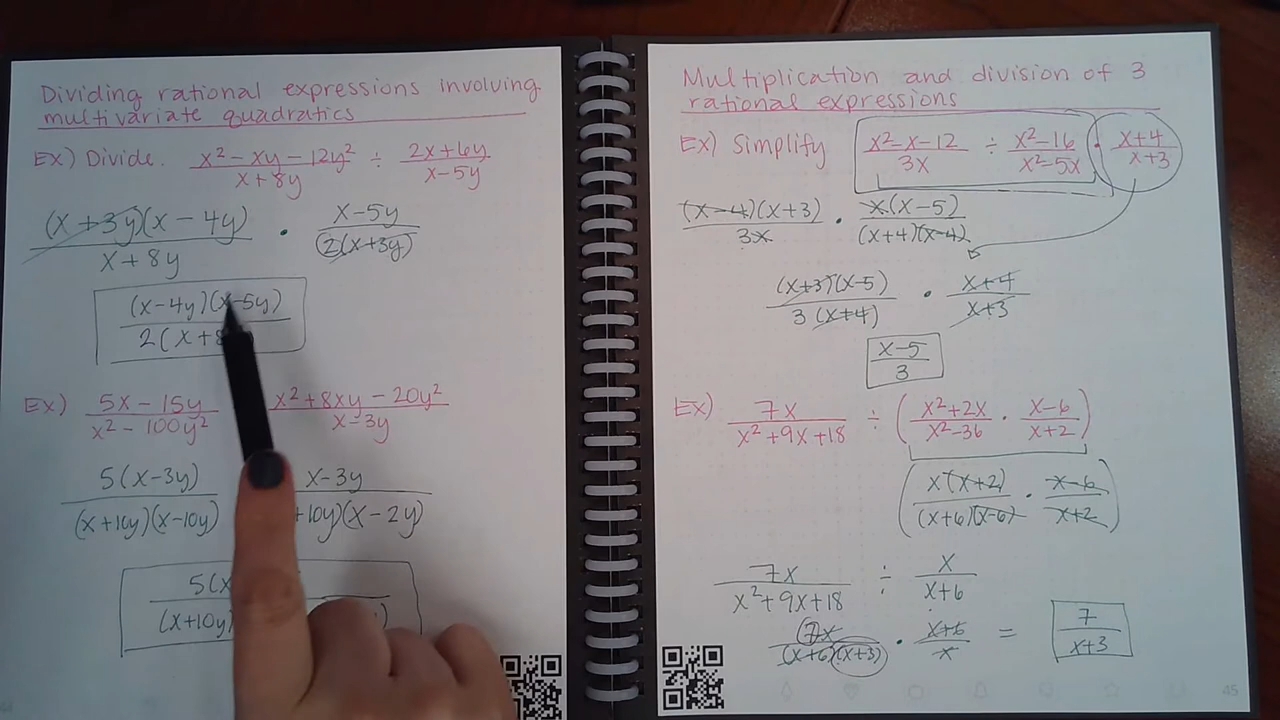 Dividing rational expressions involving
multivariate quadratics
Ex) Divide. x² - xy - 12y² / x + 8y ÷ 2x + 6y / x - 5y
(x + 3y)(x - 4y) / x + 8y · x - 5y / 2(x + 3y)
(x - 4y)(x - 5y) / 2(x + 8
Ex) 5x - 15y / x² - 100y² x² + 8xy - 20y² / x - 3y
5(x - 3y) / (x + 10y)(x - 10y) x - 3y / + 10y)(x - 2y)
5(x / (x + 10y)
Multiplication and division of 3
rational expressions
Ex) Simplify x² - x - 12 / 3x ÷ x² - 16 / x² - 5x · x + 4 / x + 3
(x - 4)(x + 3) / 3x · x(x - 5) / (x + 4)(x - 4)
(x + 3)(x - 5) / 3(x + 4) · x + 4 / x + 3
x - 5 / 3
Ex) 7x / x² + 9x + 18 ÷ (x² + 2x / x² - 36 · x - 6 / x + 2)
(x(x + 2) / (x + 6)(x - 6) · x - 6 / x + 2)
7x / x² + 9x + 18 ÷ x / x + 6
7x / (x + 6)(x + 3) · x + 6 / x = 7 / x + 3
45